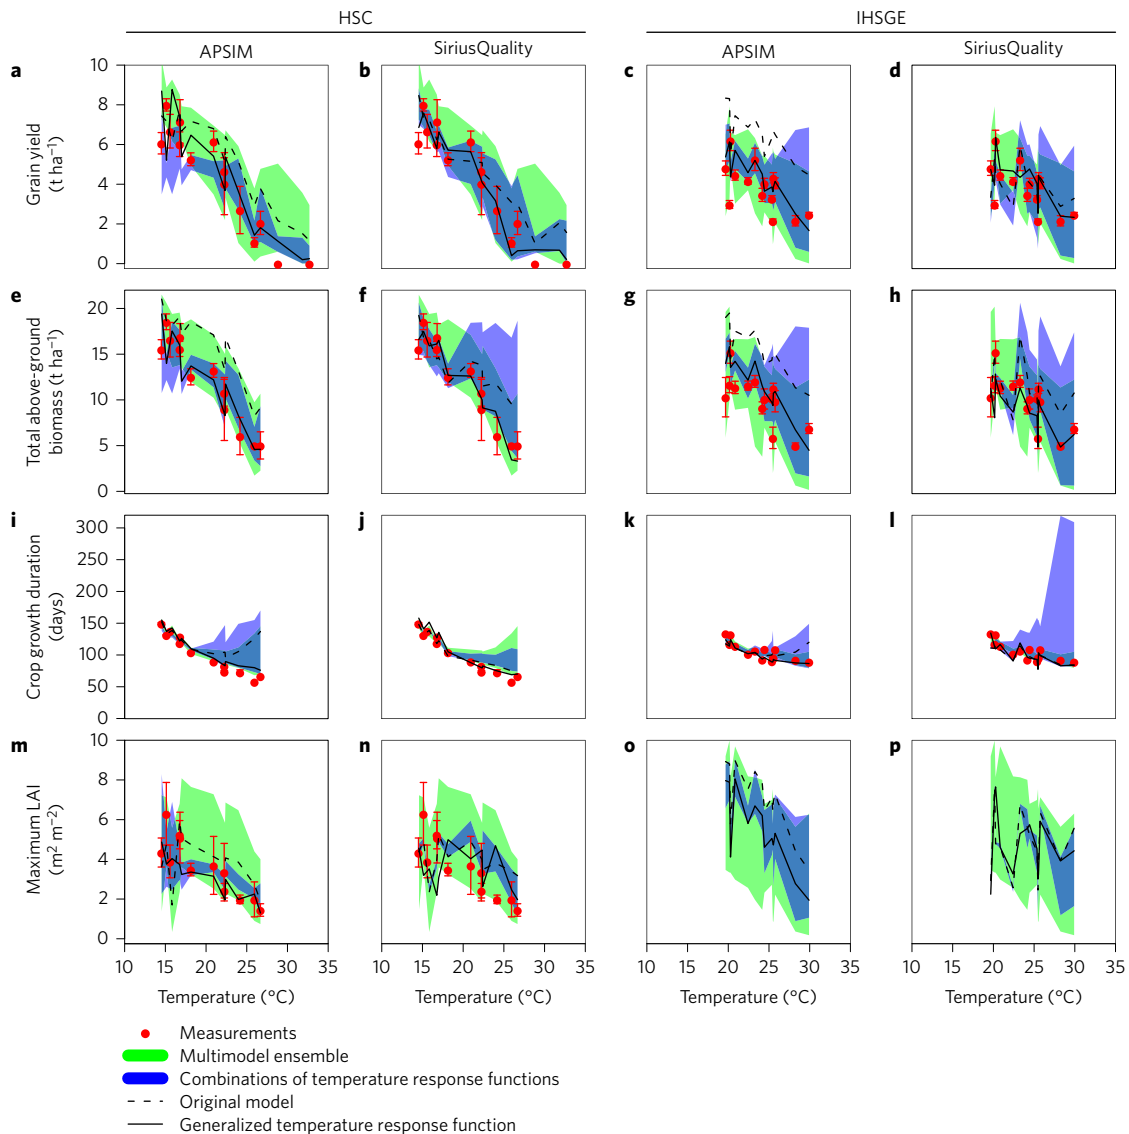 HSC
IHSGE
APSIM
SiriusQuality
APSIM
SiriusQuality
a
b
c
d
Grain yield
(t ha⁻¹)
10
8
6
4
2
0
e
f
g
h
Total above-ground
biomass (t ha⁻¹)
20
15
10
5
0
i
j
k
l
Crop growth duration
(days)
300
250
200
150
100
50
0
m
n
o
p
Maximum LAI
(m² m−²)
10
8
6
4
2
0
10 15 20 25 30 35
10 15 20 25 30 35
10 15 20 25 30 35
10 15 20 25 30 35
Temperature (°C)
Temperature (°C)
Temperature (°C)
Temperature (°C)
Measurements
Multimodel ensemble
Combinations of temperature response functions
Original model
Generalized temperature response function